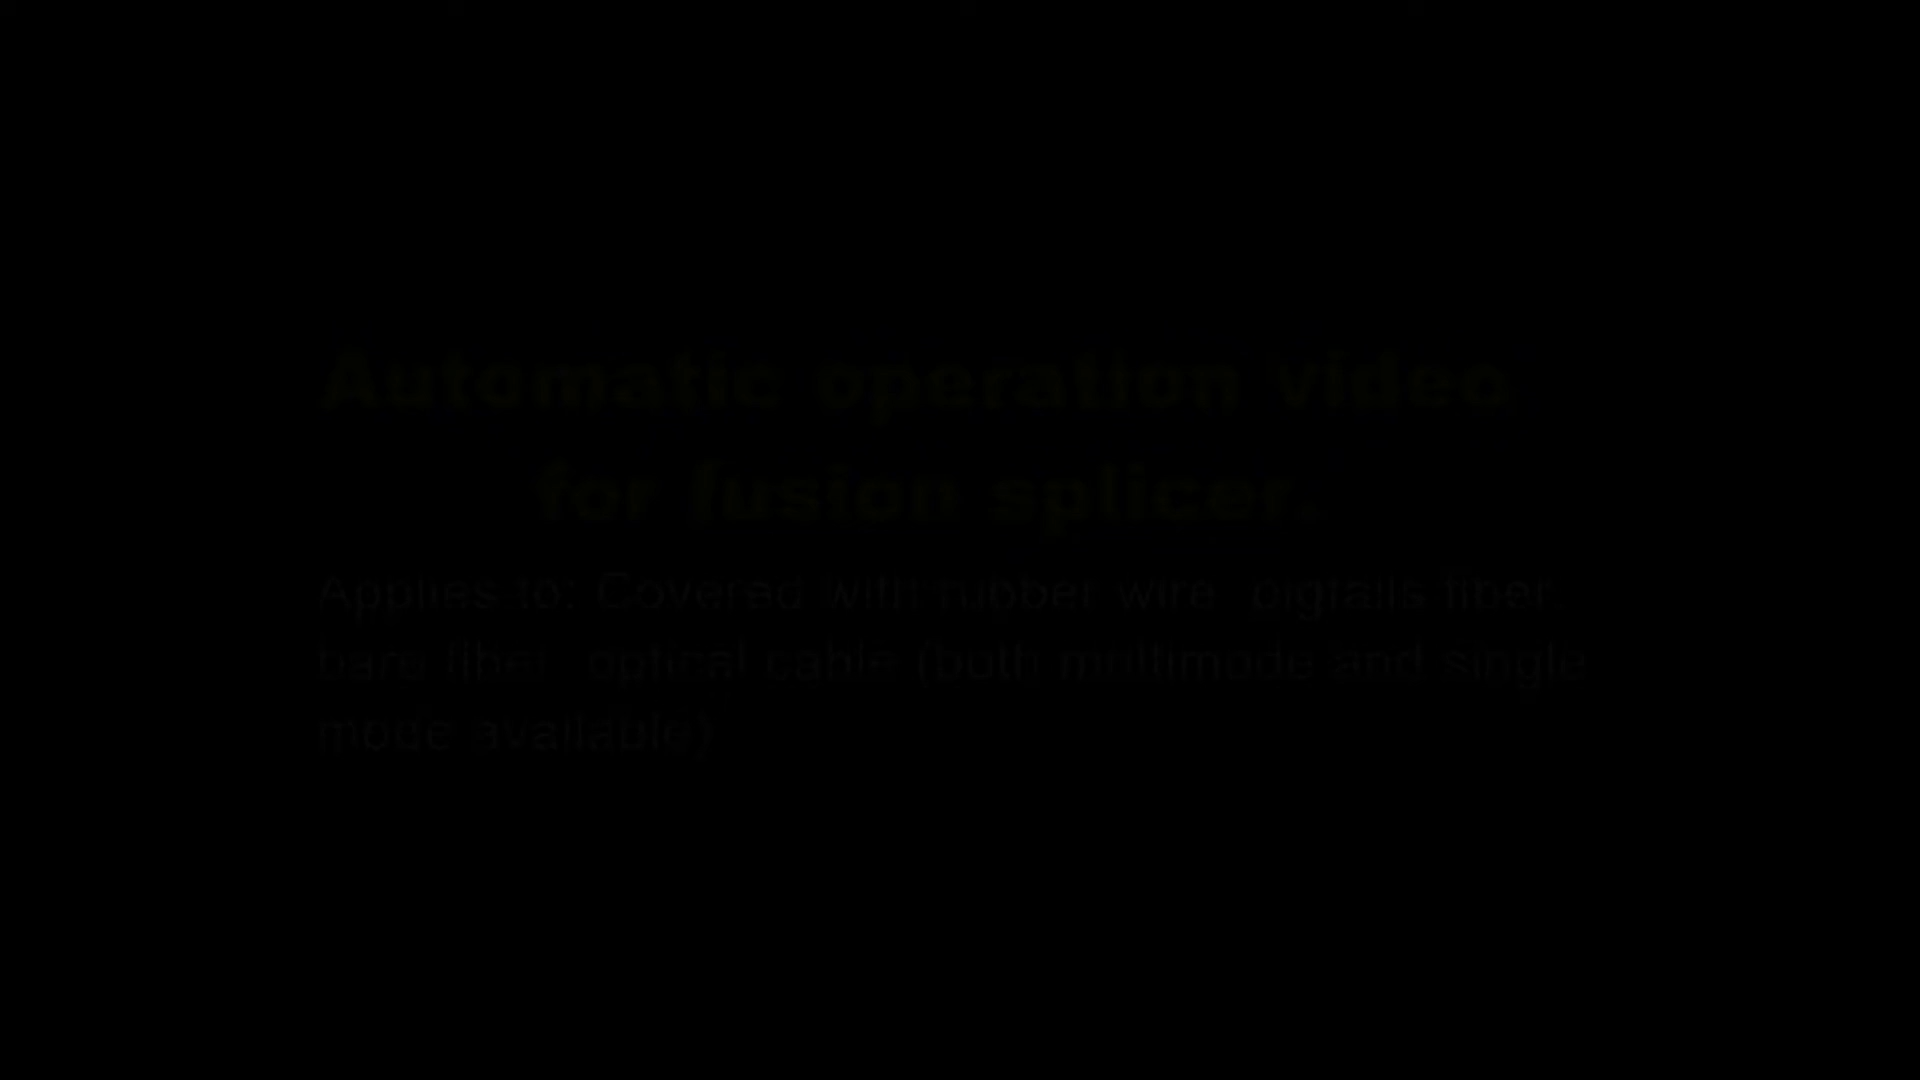 Automatic operation video
for fusion splicer.
Applies to: Covered with rubber wire pigtails fiber,
bare fiber optical cable (both multimode and single
mode available)